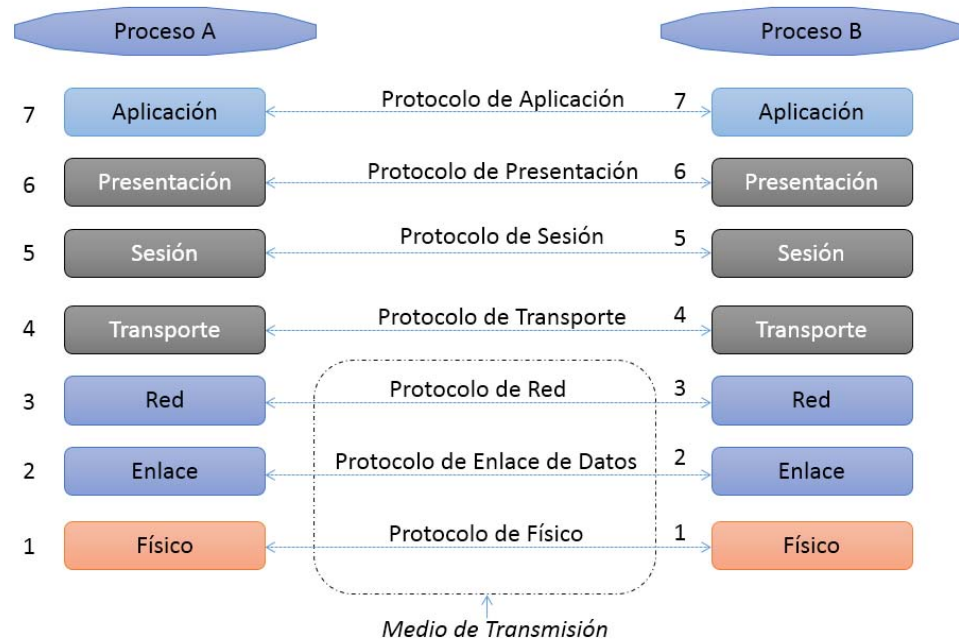 Proceso A
Proceso B
7
Aplicación
Protocolo de Aplicación
7
Aplicación
6
Presentación
Protocolo de Presentación
6
Presentación
5
Sesión
Protocolo de Sesión
5
Sesión
4
Transporte
Protocolo de Transporte
4
Transporte
3
Red
Protocolo de Red
3
Red
2
Enlace
Protocolo de Enlace de Datos
2
Enlace
1
Físico
Protocolo de Físico
1
Físico
Medio de Transmisión